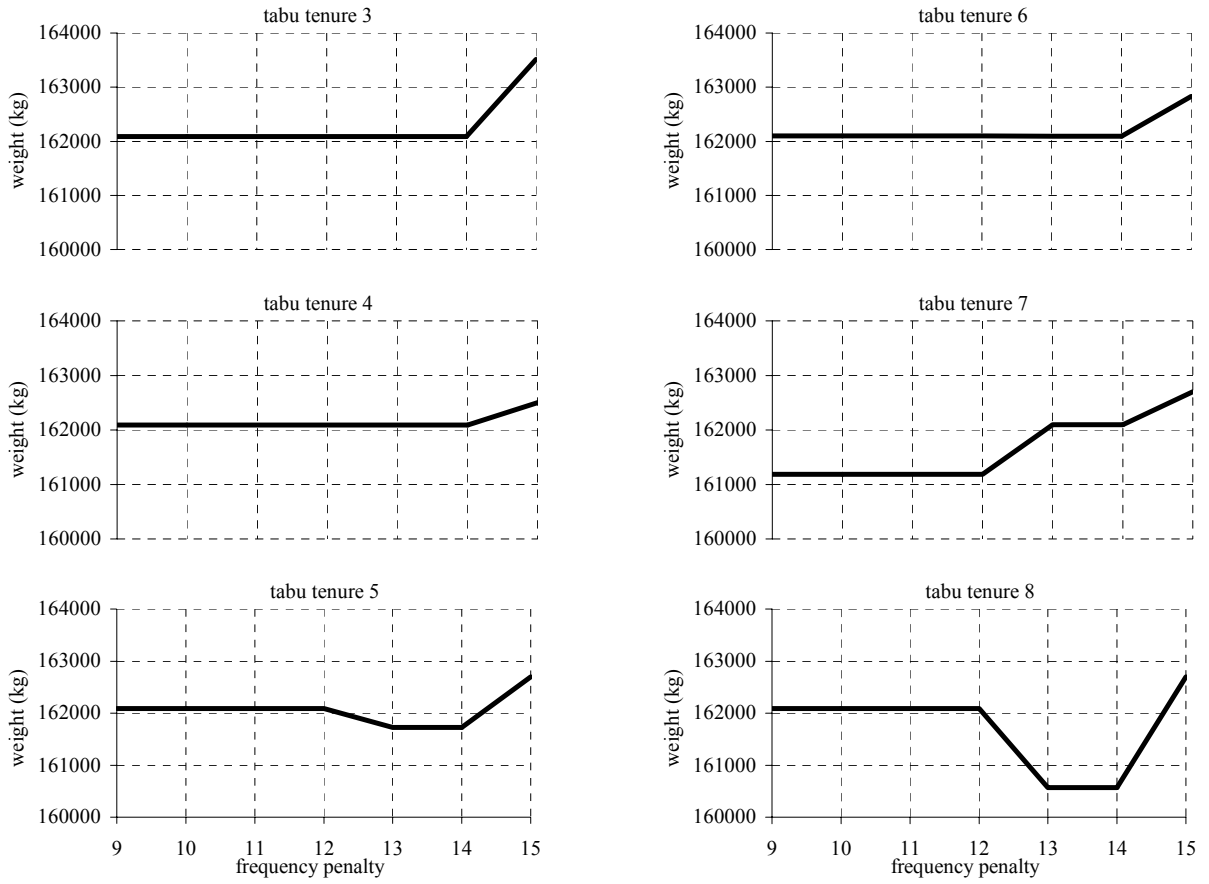 tabu tenure 3
164000
163000
162000
161000
160000
weight (kg)
tabu tenure 6
164000
163000
162000
161000
160000
weight (kg)
tabu tenure 4
164000
163000
162000
161000
160000
weight (kg)
tabu tenure 7
164000
163000
162000
161000
160000
weight (kg)
tabu tenure 5
164000
163000
162000
161000
160000
weight (kg)
9 10 11 12 13 14 15
frequency penalty
tabu tenure 8
164000
163000
162000
161000
160000
weight (kg)
9 10 11 12 13 14 15
frequency penalty